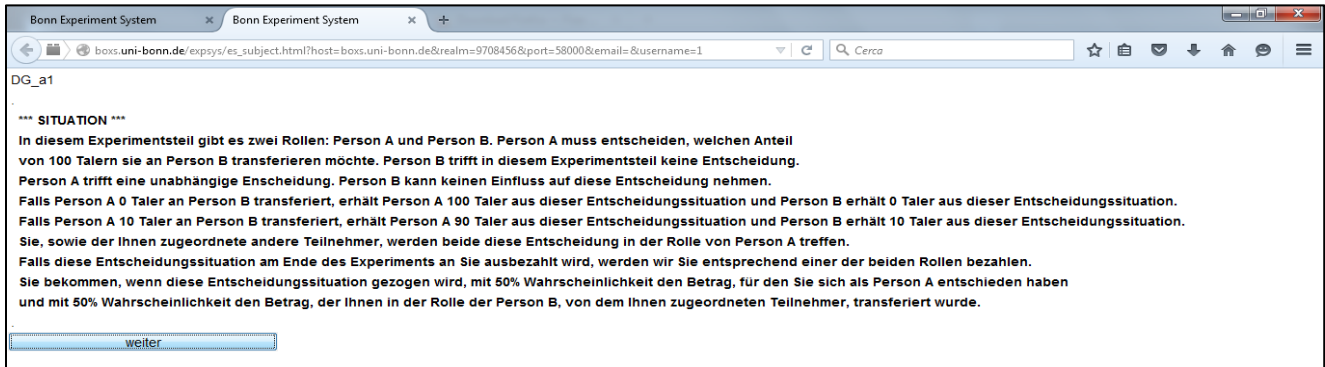 Bonn Experiment System × Bonn Experiment System × +
boxs.uni-bonn.de/expsys/es_subject.html?host=boxs.uni-bonn.de&realm=9708456&port=58000&email=&username=1 Cerca
DG_a1
.
*** SITUATION ***
In diesem Experimentsteil gibt es zwei Rollen: Person A und Person B. Person A muss entscheiden, welchen Anteil
von 100 Talern sie an Person B transferieren möchte. Person B trifft in diesem Experimentsteil keine Entscheidung.
Person A trifft eine unabhängige Enscheidung. Person B kann keinen Einfluss auf diese Entscheidung nehmen.
Falls Person A 0 Taler an Person B transferiert, erhält Person A 100 Taler aus dieser Entscheidungssituation und Person B erhält 0 Taler aus dieser Entscheidungssituation.
Falls Person A 10 Taler an Person B transferiert, erhält Person A 90 Taler aus dieser Entscheidungssituation und Person B erhält 10 Taler aus dieser Entscheidungssituation.
Sie, sowie der Ihnen zugeordnete andere Teilnehmer, werden beide diese Entscheidung in der Rolle von Person A treffen.
Falls diese Entscheidungssituation am Ende des Experiments an Sie ausbezahlt wird, werden wir Sie entsprechend einer der beiden Rollen bezahlen.
Sie bekommen, wenn diese Entscheidungssituation gezogen wird, mit 50% Wahrscheinlichkeit den Betrag, für den Sie sich als Person A entschieden haben
und mit 50% Wahrscheinlichkeit den Betrag, der Ihnen in der Rolle der Person B, von dem Ihnen zugeordneten Teilnehmer, transferiert wurde.
.
weiter